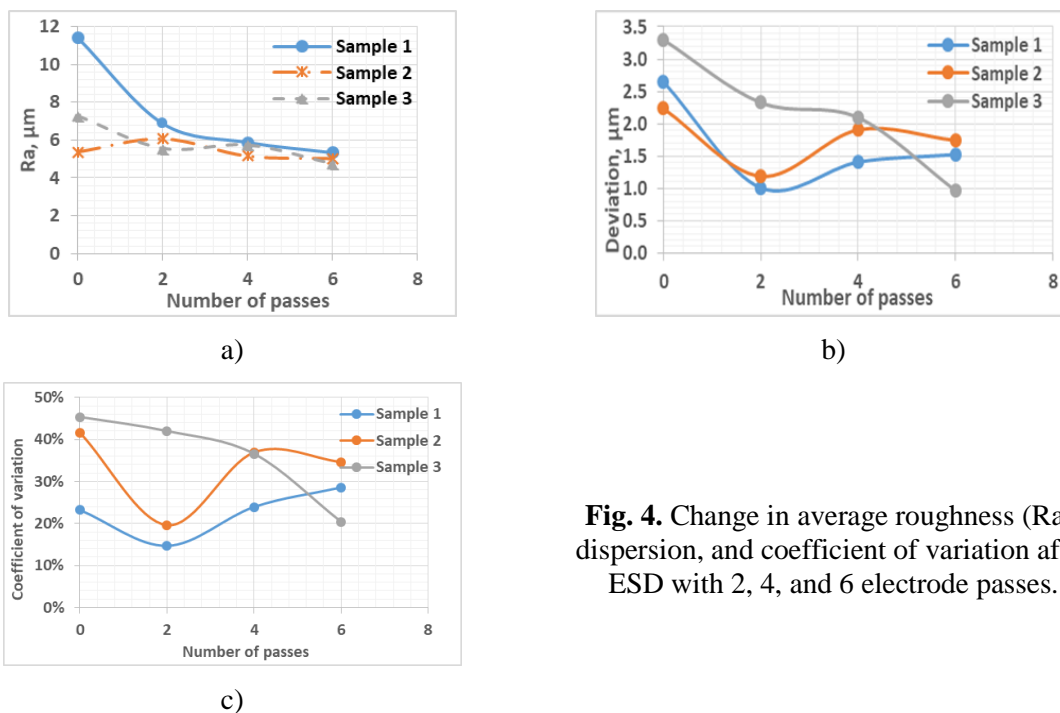 12
10
8
6
4
2
0
Ra, µm
Sample 1
Sample 2
Sample 3
0 2 4 6 8
Number of passes
a)
3.5
3.0
2.5
2.0
1.5
1.0
0.5
0.0
Deviation, µm
Sample 1
Sample 2
Sample 3
0 2 4 6 8
Number of passes
b)
50%
40%
30%
20%
10%
0%
Coefficient of variation
Sample 1
Sample 2
Sample 3
0 2 4 6 8
Number of passes
c)
Fig. 4. Change in average roughness (Ra
dispersion, and coefficient of variation af
ESD with 2, 4, and 6 electrode passes.